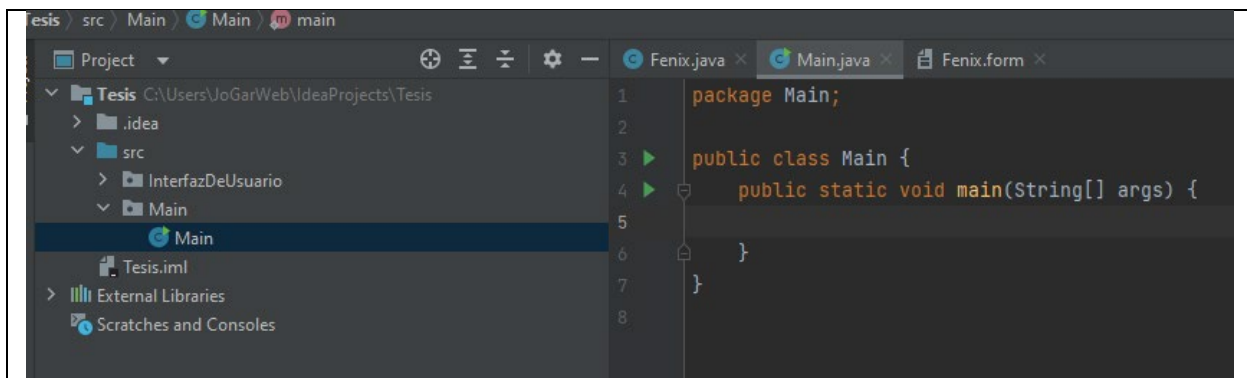 Tesis 〉 src 〉 Main 〉 Main 〉 main
Project
Tesis C:\Users\JoGarWeb\IdeaProjects\Tesis
.idea
src
InterfazDeUsuario
Main
Main
Tesis.iml
External Libraries
Scratches and Consoles
Fenix.java Main.java Fenix.form
1 package Main;
2
3 public class Main {
4 public static void main(String[] args) {
5
6 }
7 }
8